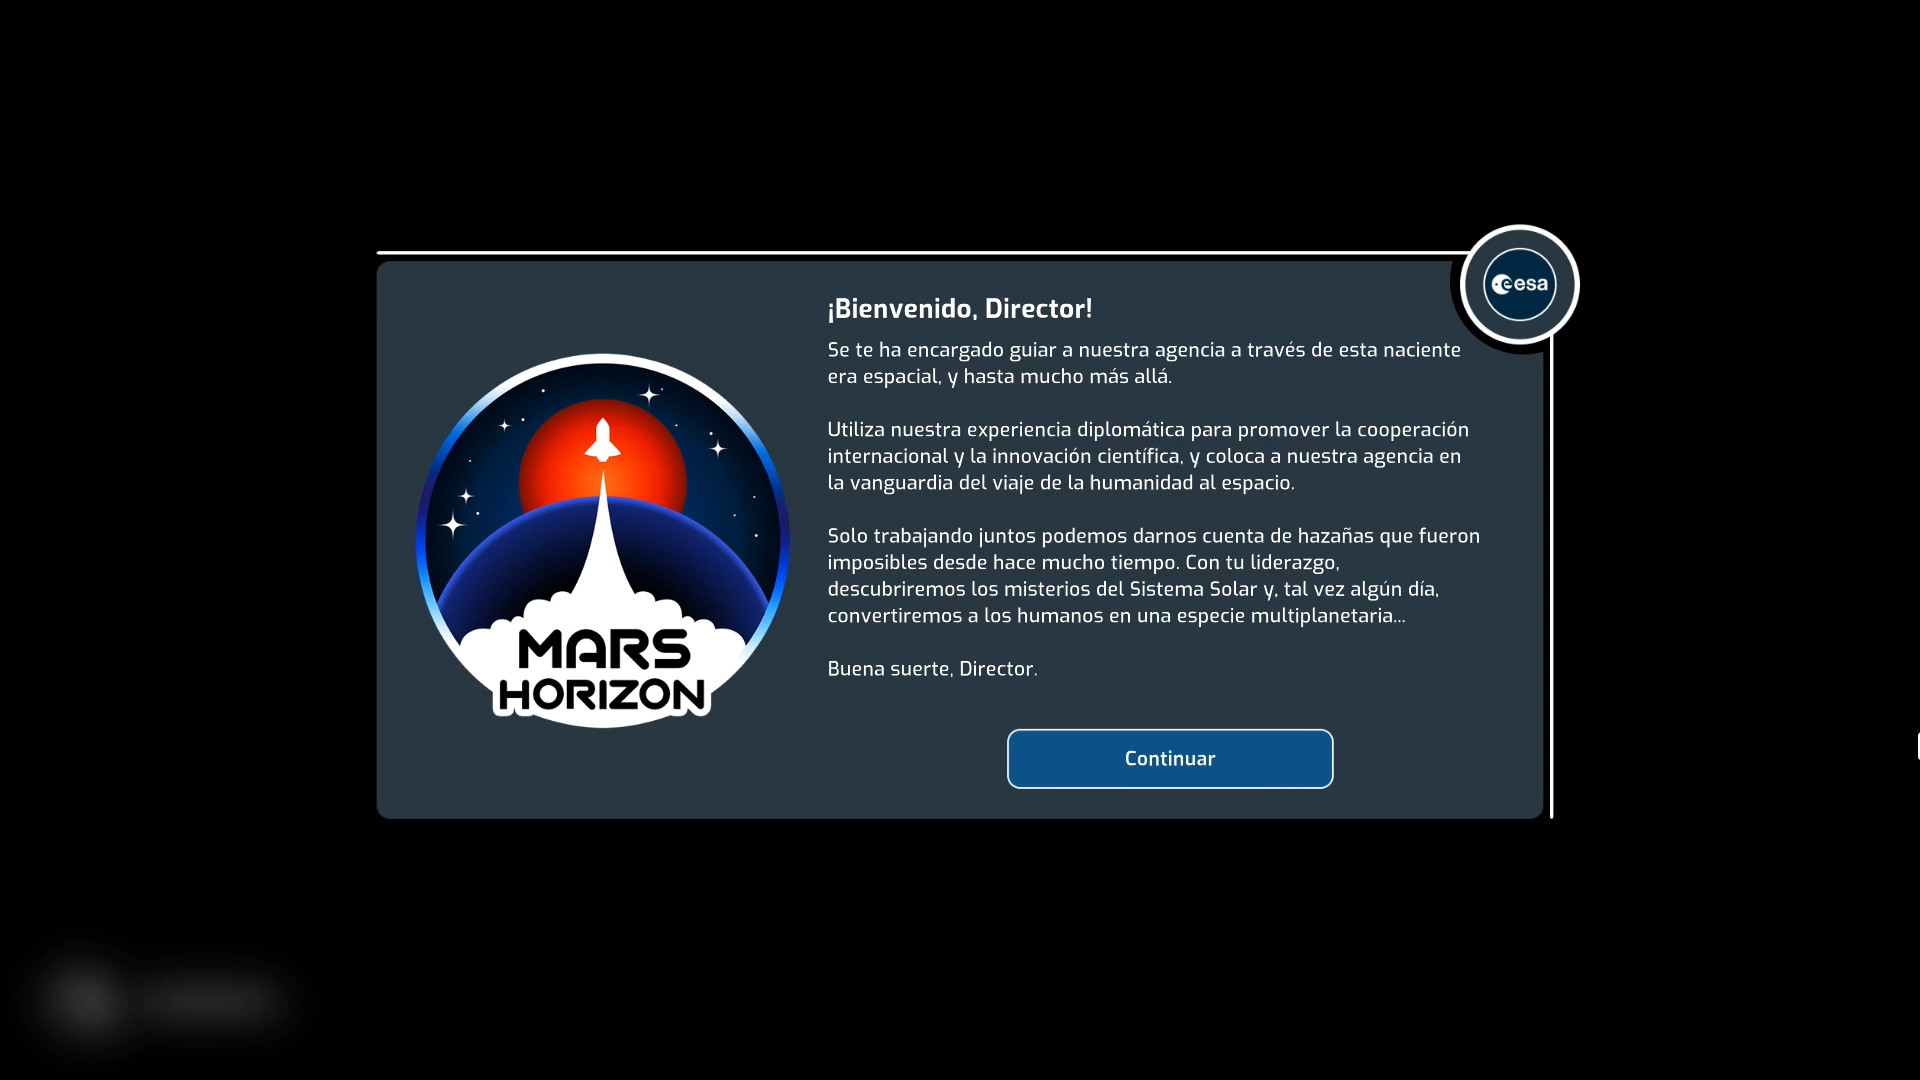 esa
¡Bienvenido, Director!
Se te ha encargado guiar a nuestra agencia a través de esta naciente
era espacial, y hasta mucho más allá.
Utiliza nuestra experiencia diplomática para promover la cooperación
internacional y la innovación científica, y coloca a nuestra agencia en
la vanguardia del viaje de la humanidad al espacio.
Solo trabajando juntos podemos darnos cuenta de hazañas que fueron
imposibles desde hace mucho tiempo. Con tu liderazgo,
descubriremos los misterios del Sistema Solar y, tal vez algún día,
convertiremos a los humanos en una especie multiplanetaria...
Buena suerte, Director.
MARS
HORIZON
Continuar